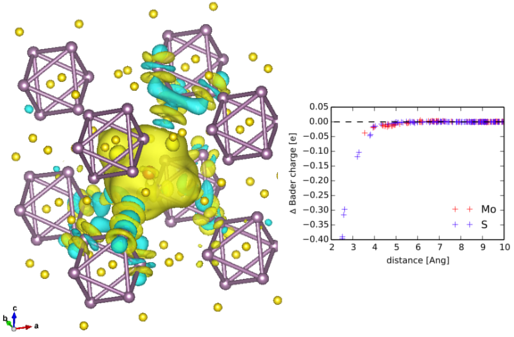 c
b
a
Δ Bader charge [e]
0.05
0.00
−0.05
−0.10
−0.15
−0.20
−0.25
−0.30
−0.35
−0.40
Mo
S
2 3 4 5 6 7 8 9 10
distance [Ang]